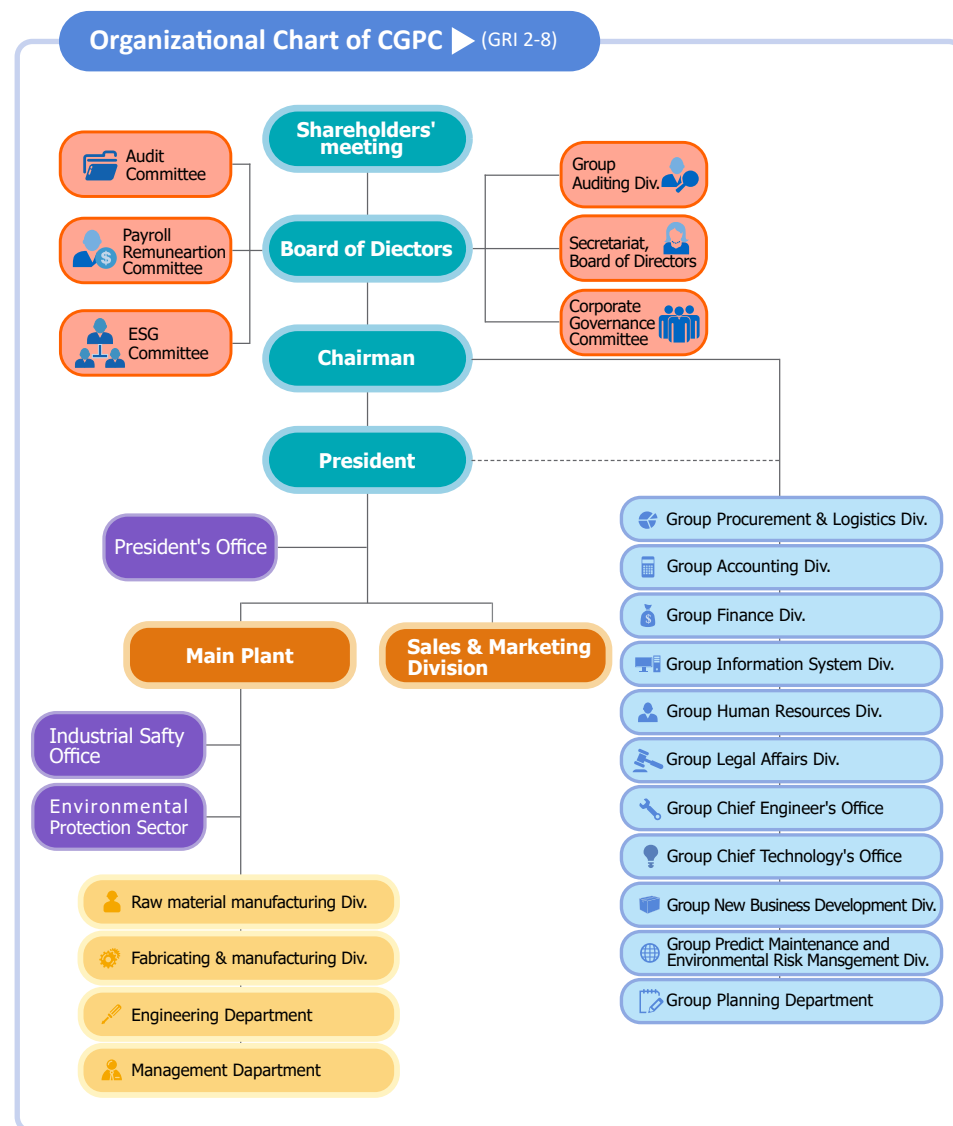 Organizational Chart of CGPC ▶ (GRI 2-8)
Shareholders'
meeting
Audit
Committee
Group
Auditing Div.
Payroll
Remuneartion
Committee
Board of Diectors
Secretariat,
Board of Directors
ESG
Committee
Chairman
Corporate
Governance
Committee
President
President's Office
Main Plant
Sales & Marketing
Division
Industrial Safty
Office
Environmental
Protection Sector
Raw material manufacturing Div.
Fabricating & manufacturing Div.
Engineering Department
Management Dapartment
Group Procurement & Logistics Div.
Group Accounting Div.
Group Finance Div.
Group Information System Div.
Group Human Resources Div.
Group Legal Affairs Div.
Group Chief Engineer's Office
Group Chief Technology's Office
Group New Business Development Div.
Group Predict Maintenance and
Environmental Risk Mansgement Div.
Group Planning Department